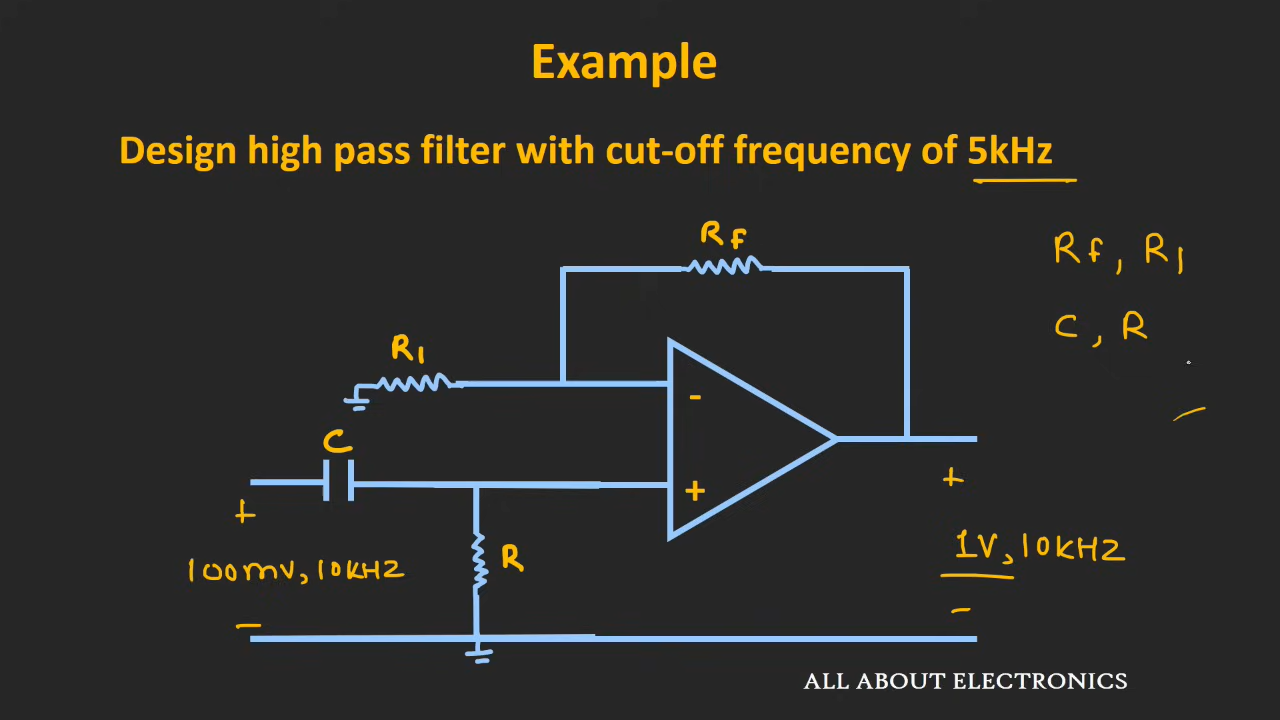 Example
Design high pass filter with cut-off frequency of 5kHz
Rf
Rf, R1
C, R
R1
-
C
+
+
+
R
100mV, 10kHz
1V, 10kHz
-
-
ALL ABOUT ELECTRONICS